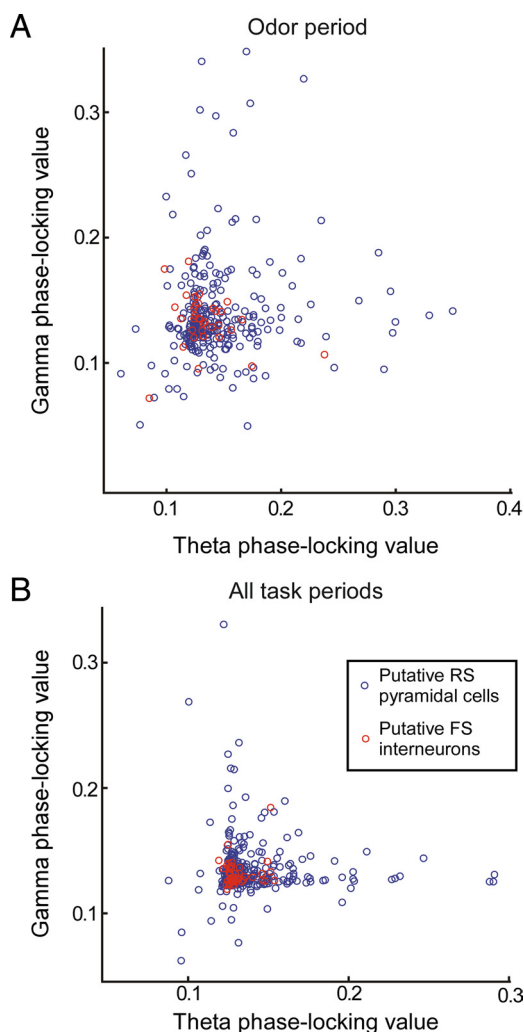 A
Odor period
Gamma phase-locking value
0.3
0.2
0.1
0.1
0.2
0.3
0.4
Theta phase-locking value
B
All task periods
Gamma phase-locking value
0.3
0.2
0.1
Putative RS
pyramidal cells
Putative FS
interneurons
0.1
0.2
0.3
Theta phase-locking value